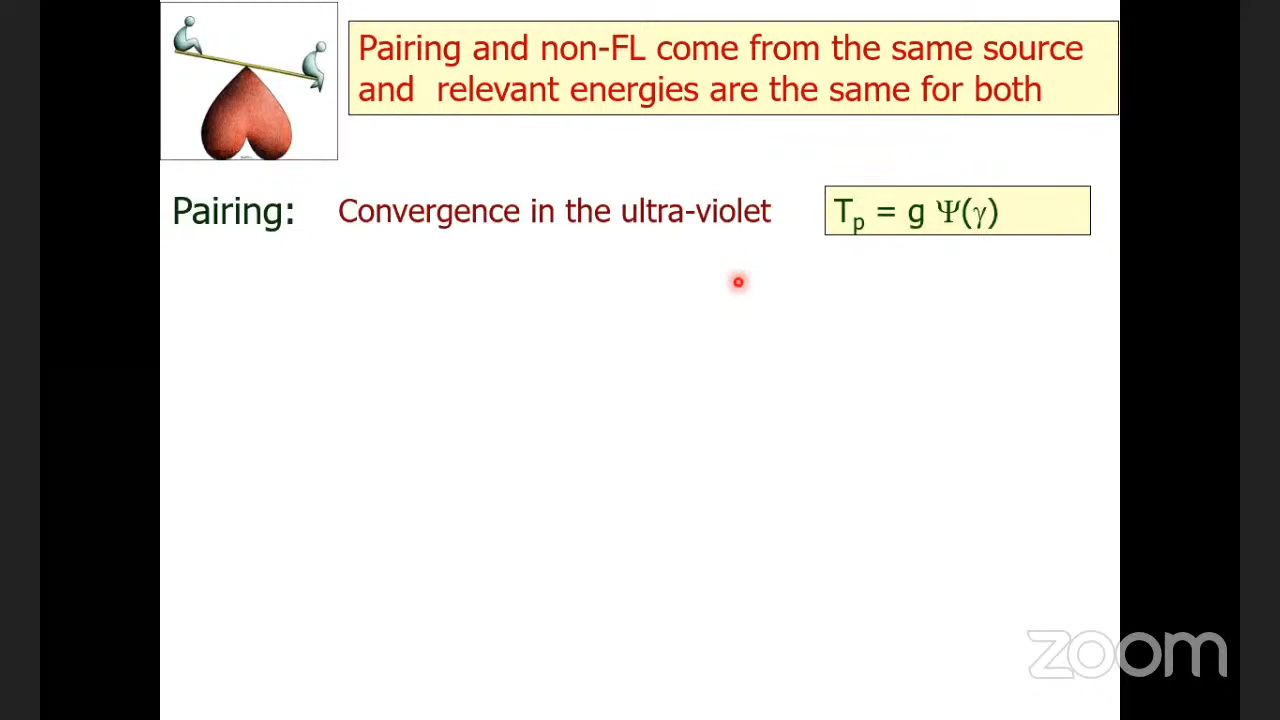 Pairing and non-FL come from the same source
and relevant energies are the same for both
Pairing: Convergence in the ultra-violet Tp = g Ψ(γ)
zoom